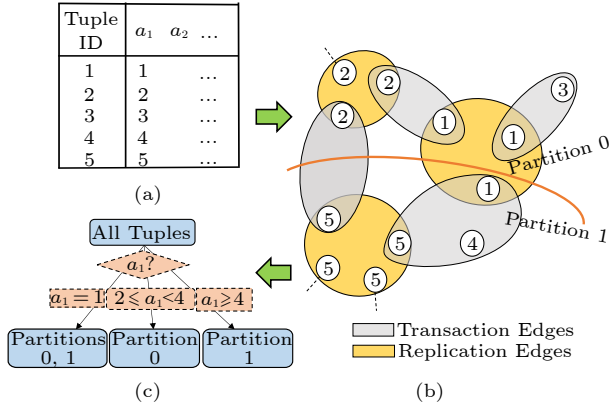 Tuple ID a₁ a₂ ...
1 1 ...
2 2 ...
3 3 ...
4 4 ...
5 5 ...
(a)
2
2
2
3
1
1
1
Partition 0
Partition 1
5
5
4
5
5
Transaction Edges
Replication Edges
(b)
All Tuples
a₁?
a₁=1 2⩽a₁<4 a₁⩾4
Partitions 0, 1
Partition 0
Partition 1
(c)